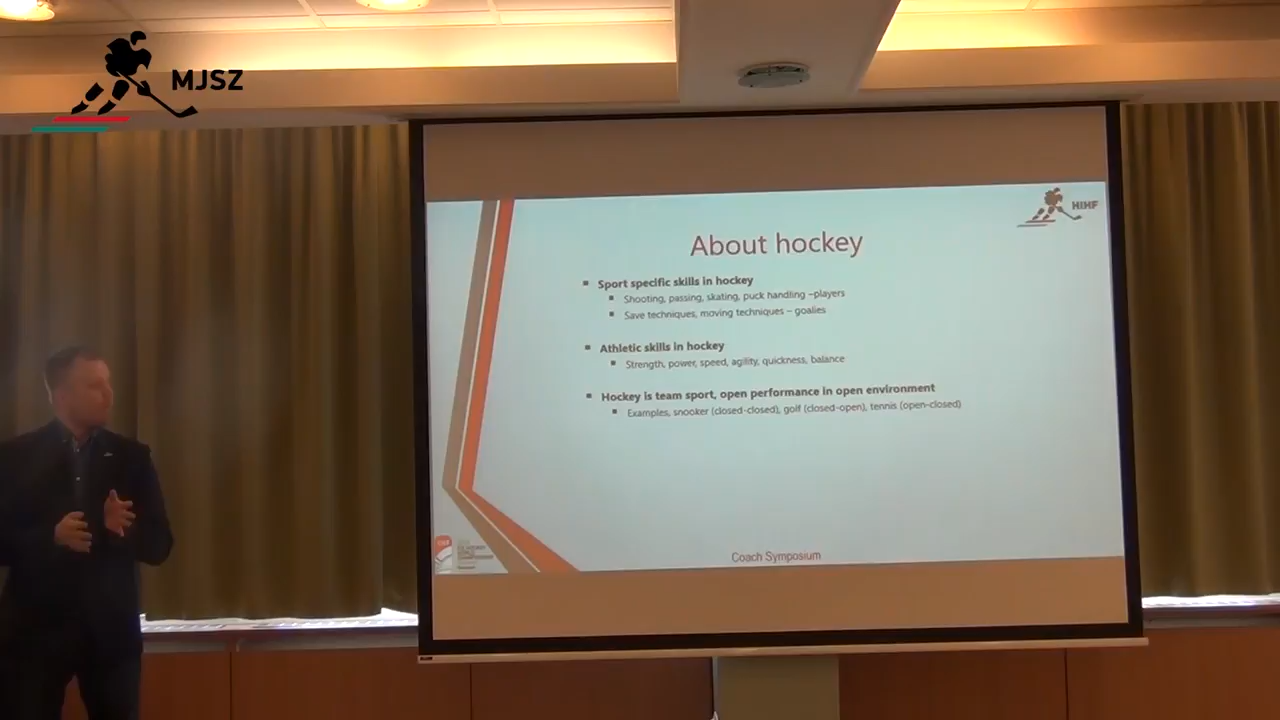 MJSZ
HIHF
About hockey
▪ Sport specific skills in hockey
▪ Shooting, passing, skating, puck handling –players
▪ Save techniques, moving techniques – goalies
▪ Athletic skills in hockey
▪ Strength, power, speed, agility, quickness, balance
▪ Hockey is team sport, open performance in open environment
▪ Examples, snooker (closed-closed), golf (closed-open), tennis (open-closed)
Coach Symposium